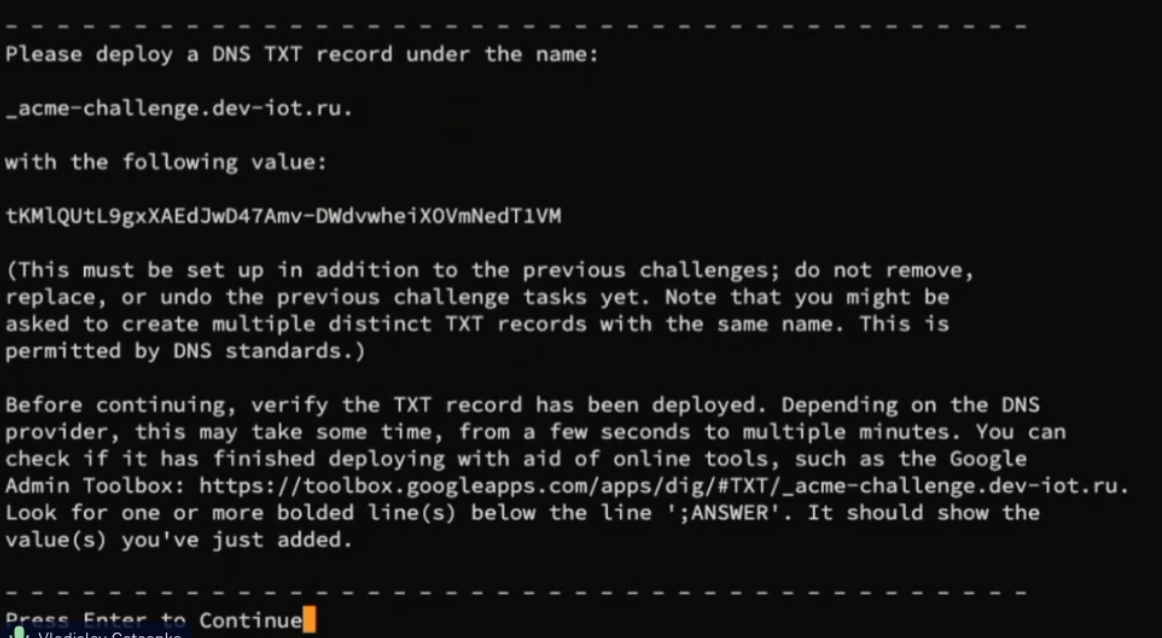 - - - - - - - - - - - - - - - - - - - - - - - - - - - - - - - - - - - - - - - -
Please deploy a DNS TXT record under the name:
_acme-challenge.dev-iot.ru.
with the following value:
tKMlQUtL9gxXAEdJwD47Amv-DWdvwheiXOVmNedT1VM
(This must be set up in addition to the previous challenges; do not remove,
replace, or undo the previous challenge tasks yet. Note that you might be
asked to create multiple distinct TXT records with the same name. This is
permitted by DNS standards.)
Before continuing, verify the TXT record has been deployed. Depending on the DNS
provider, this may take some time, from a few seconds to multiple minutes. You can
check if it has finished deploying with aid of online tools, such as the Google
Admin Toolbox: https://toolbox.googleapps.com/apps/dig/#TXT/_acme-challenge.dev-iot.ru.
Look for one or more bolded line(s) below the line ';ANSWER'. It should show the
value(s) you've just added.
- - - - - - - - - - - - - - - - - - - - - - - - - - - - - - - - - - - - - - - -
Press Enter to Continue